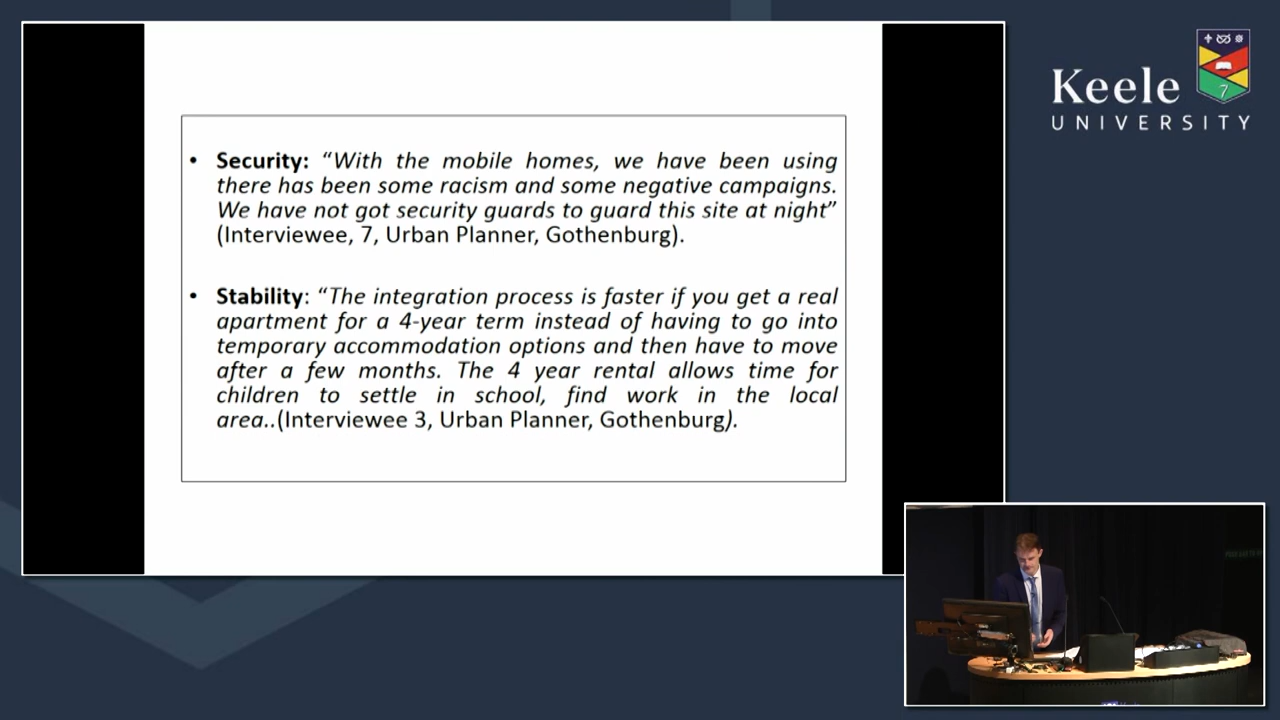 • Security: “With the mobile homes, we have been using
there has been some racism and some negative campaigns.
We have not got security guards to guard this site at night”
(Interviewee, 7, Urban Planner, Gothenburg).
• Stability: “The integration process is faster if you get a real
apartment for a 4-year term instead of having to go into
temporary accommodation options and then have to move
after a few months. The 4 year rental allows time for
children to settle in school, find work in the local
area..(Interviewee 3, Urban Planner, Gothenburg).
Keele
UNIVERSITY